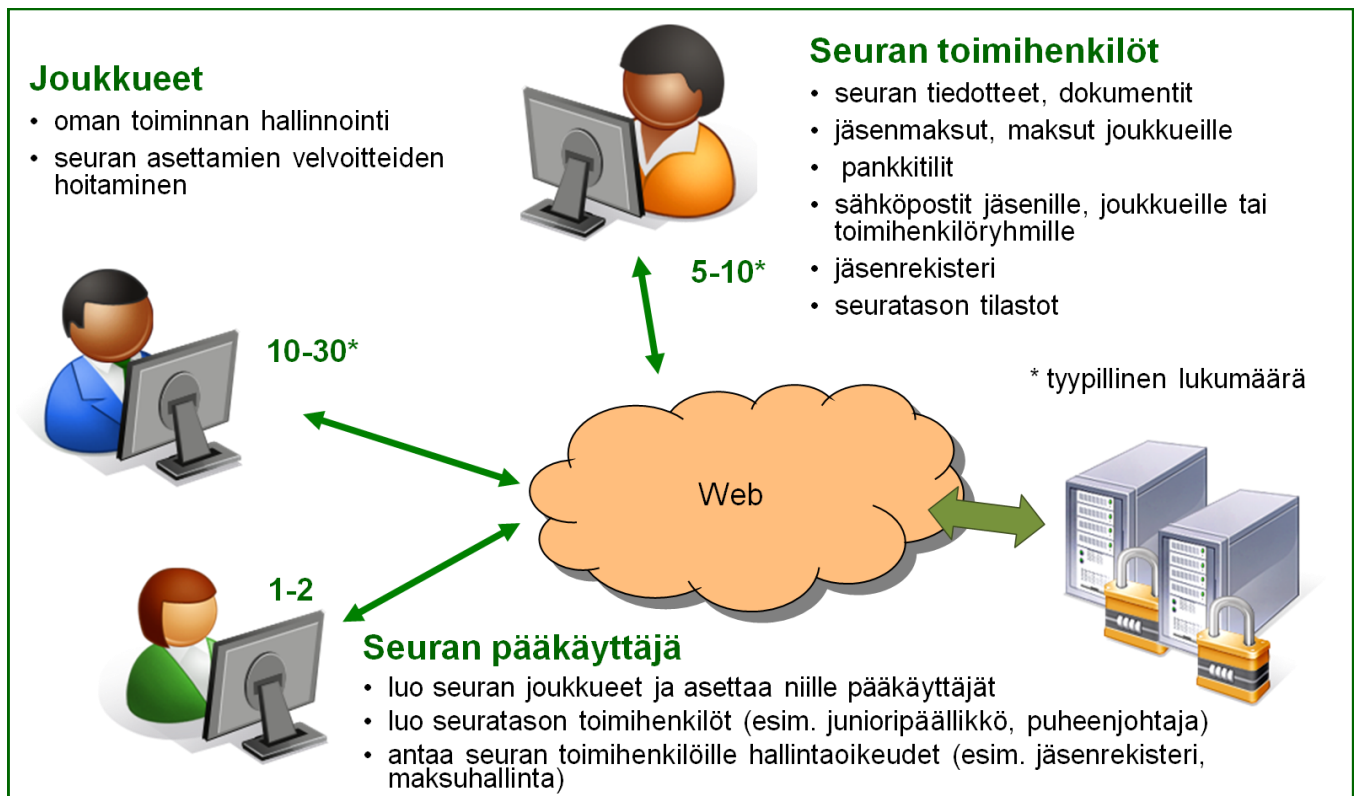 Joukkueet
• oman toiminnan hallinnointi
• seuran asettamien velvoitteiden
hoitaminen
Seuran toimihenkilöt
• seuran tiedotteet, dokumentit
• jäsenmaksut, maksut joukkueille
• pankkitilit
• sähköpostit jäsenille, joukkueille tai
toimihenkilöryhmille
• jäsenrekisteri
• seuratason tilastot
5-10*
10-30*
* tyypillinen lukumäärä
Web
1-2
Seuran pääkäyttäjä
• luo seuran joukkueet ja asettaa niille pääkäyttäjät
• luo seuratason toimihenkilöt (esim. junioripäällikkö, puheenjohtaja)
• antaa seuran toimihenkilöille hallintaoikeudet (esim. jäsenrekisteri,
maksuhallinta)